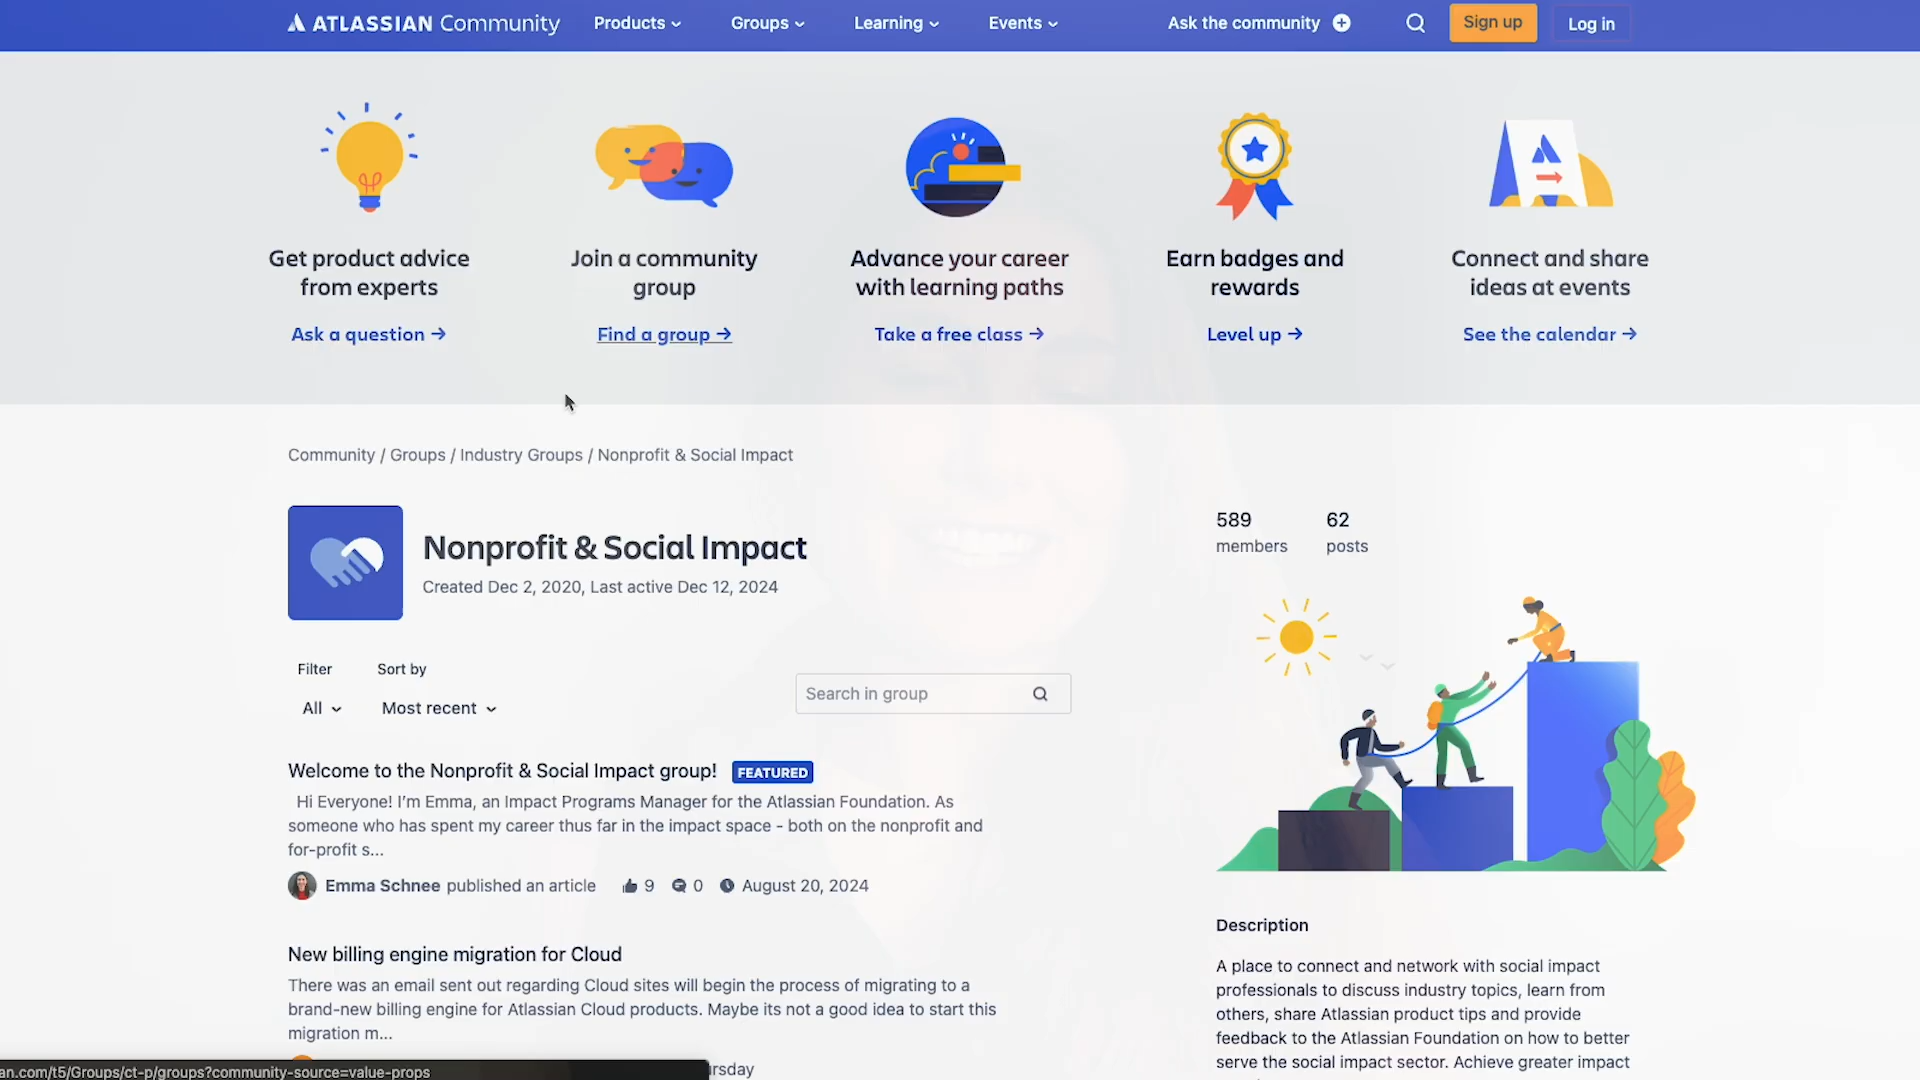 ATLASSIAN Community
Products
Groups
Learning
Events
Ask the community
Sign up
Log in
Get product advice
from experts
Ask a question →
Join a community
group
Find a group →
Advance your career
with learning paths
Take a free class →
Earn badges and
rewards
Level up →
Connect and share
ideas at events
See the calendar →
Community / Groups / Industry Groups / Nonprofit & Social Impact
Nonprofit & Social Impact
Created Dec 2, 2020, Last active Dec 12, 2024
589
members
62
posts
Filter
Sort by
All
Most recent
Search in group
Welcome to the Nonprofit & Social Impact group! FEATURED
Hi Everyone! I'm Emma, an Impact Programs Manager for the Atlassian Foundation. As
someone who has spent my career thus far in the impact space - both on the nonprofit and
for-profit s...
Emma Schnee published an article 9 0 August 20, 2024
New billing engine migration for Cloud
There was an email sent out regarding Cloud sites will begin the process of migrating to a
brand-new billing engine for Atlassian Cloud products. Maybe its not a good idea to start this
migration m...
Description
A place to connect and network with social impact
professionals to discuss industry topics, learn from
others, share Atlassian product tips and provide
feedback to the Atlassian Foundation on how to better
serve the social impact sector. Achieve greater impact
an.com/t5/Groups/ct-p/groups?community-source=value-props